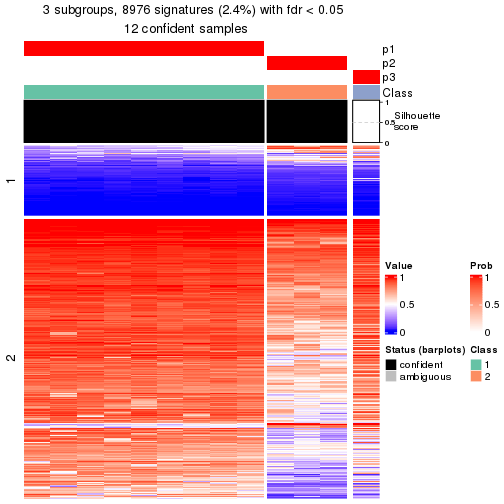 3 subgroups, 8976 signatures (2.4%) with fdr < 0.05
12 confident samples
p1
p2
p3
Class
1
0.5
0
Silhouette
score
1
2
Value
1
0.5
0
Prob
1
0.5
0
Status (barplots)
confident
ambiguous
Class
1
2